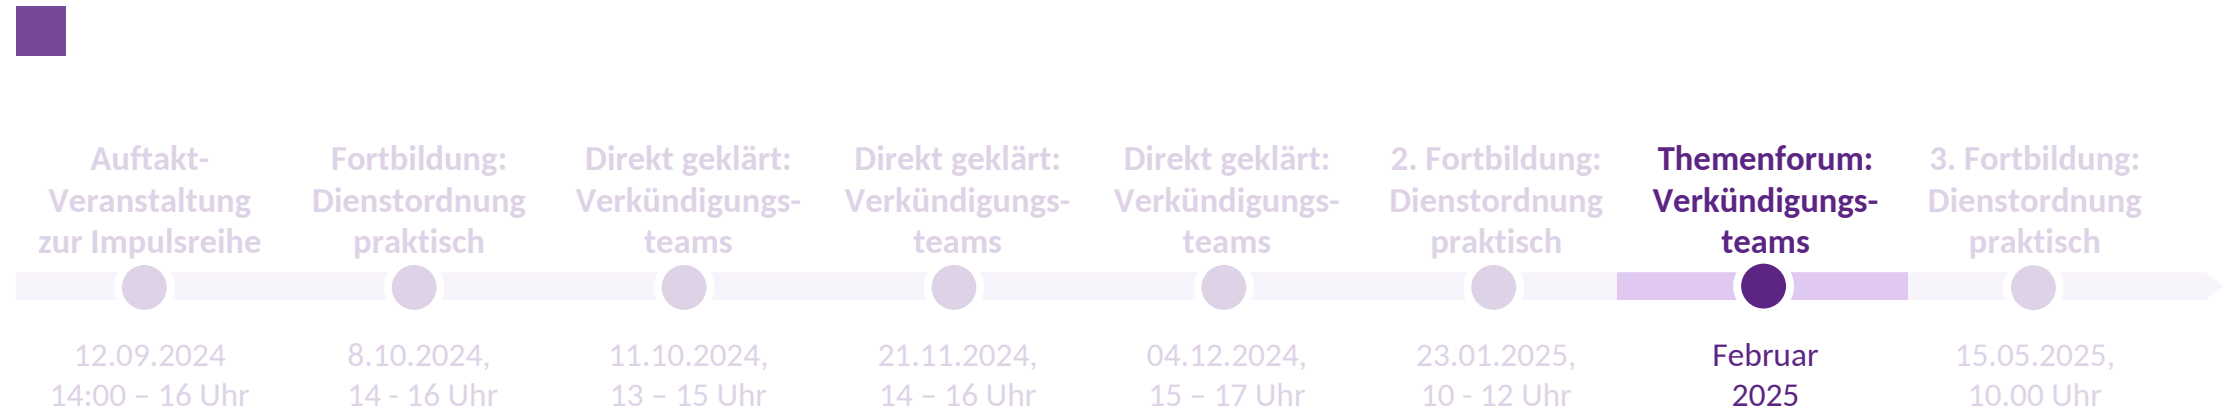 Auftakt-
Veranstaltung
zur Impulsreihe
12.09.2024
14:00 – 16 Uhr
Fortbildung:
Dienstordnung
praktisch
8.10.2024,
14 - 16 Uhr
Direkt geklärt:
Verkündigungs-
teams
11.10.2024,
13 – 15 Uhr
Direkt geklärt:
Verkündigungs-
teams
21.11.2024,
14 – 16 Uhr
Direkt geklärt:
Verkündigungs-
teams
04.12.2024,
15 – 17 Uhr
2. Fortbildung:
Dienstordnung
praktisch
23.01.2025,
10 - 12 Uhr
Themenforum:
Verkündigungs-
teams
Februar
2025
3. Fortbildung:
Dienstordnung
praktisch
15.05.2025,
10.00 Uhr